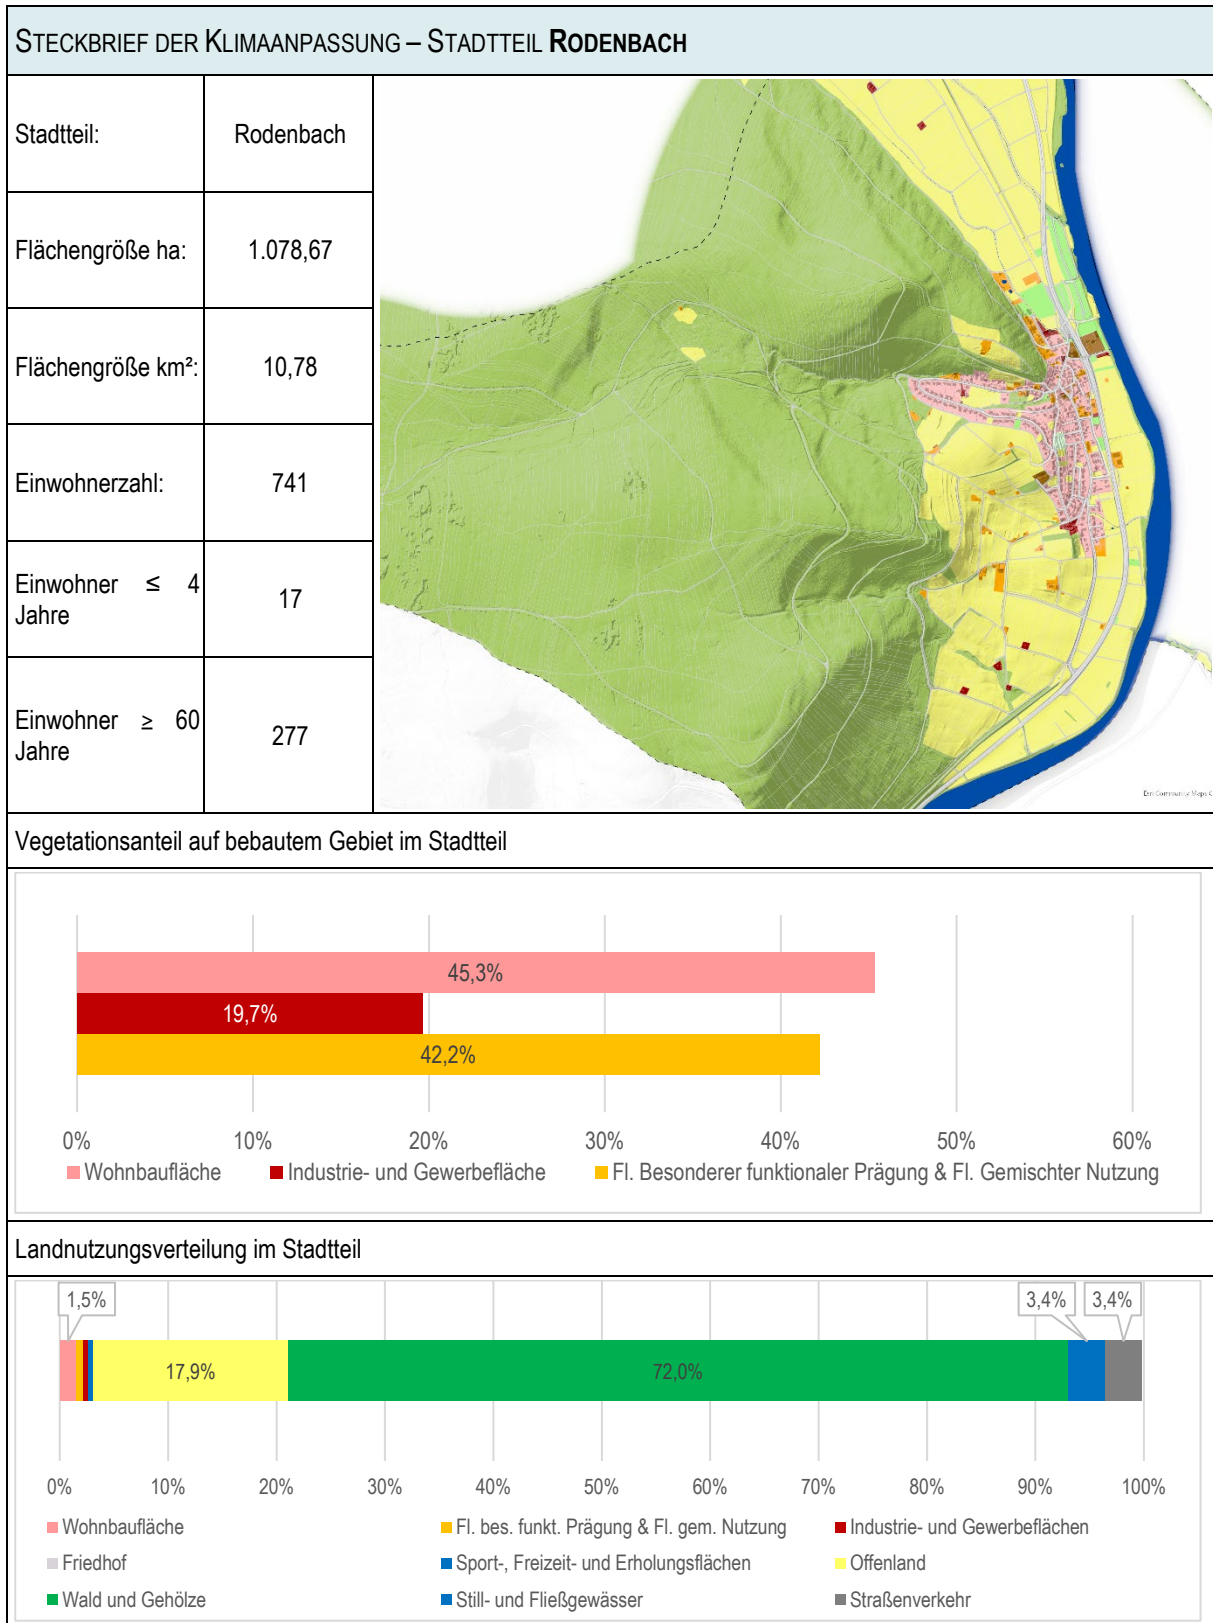 STECKBRIEF DER KLIMAANPASSUNG – STADTTEIL RODENBACH
Stadtteil: Rodenbach
Flächengröße ha: 1.078,67
Flächengröße km²: 10,78
Einwohnerzahl: 741
Einwohner ≤ 4
Jahre
17
Einwohner ≥ 60
Jahre
277
Esri Community Maps C
Vegetationsanteil auf bebautem Gebiet im Stadtteil
45,3%
19,7%
42,2%
0% 10% 20% 30% 40% 50% 60%
Wohnbaufläche Industrie- und Gewerbefläche Fl. Besonderer funktionaler Prägung & Fl. Gemischter Nutzung
Landnutzungsverteilung im Stadtteil
1,5% 3,4% 3,4%
17,9% 72,0%
0% 10% 20% 30% 40% 50% 60% 70% 80% 90% 100%
Wohnbaufläche Fl. bes. funkt. Prägung & Fl. gem. Nutzung Industrie- und Gewerbeflächen
Friedhof Sport-, Freizeit- und Erholungsflächen Offenland
Wald und Gehölze Still- und Fließgewässer Straßenverkehr